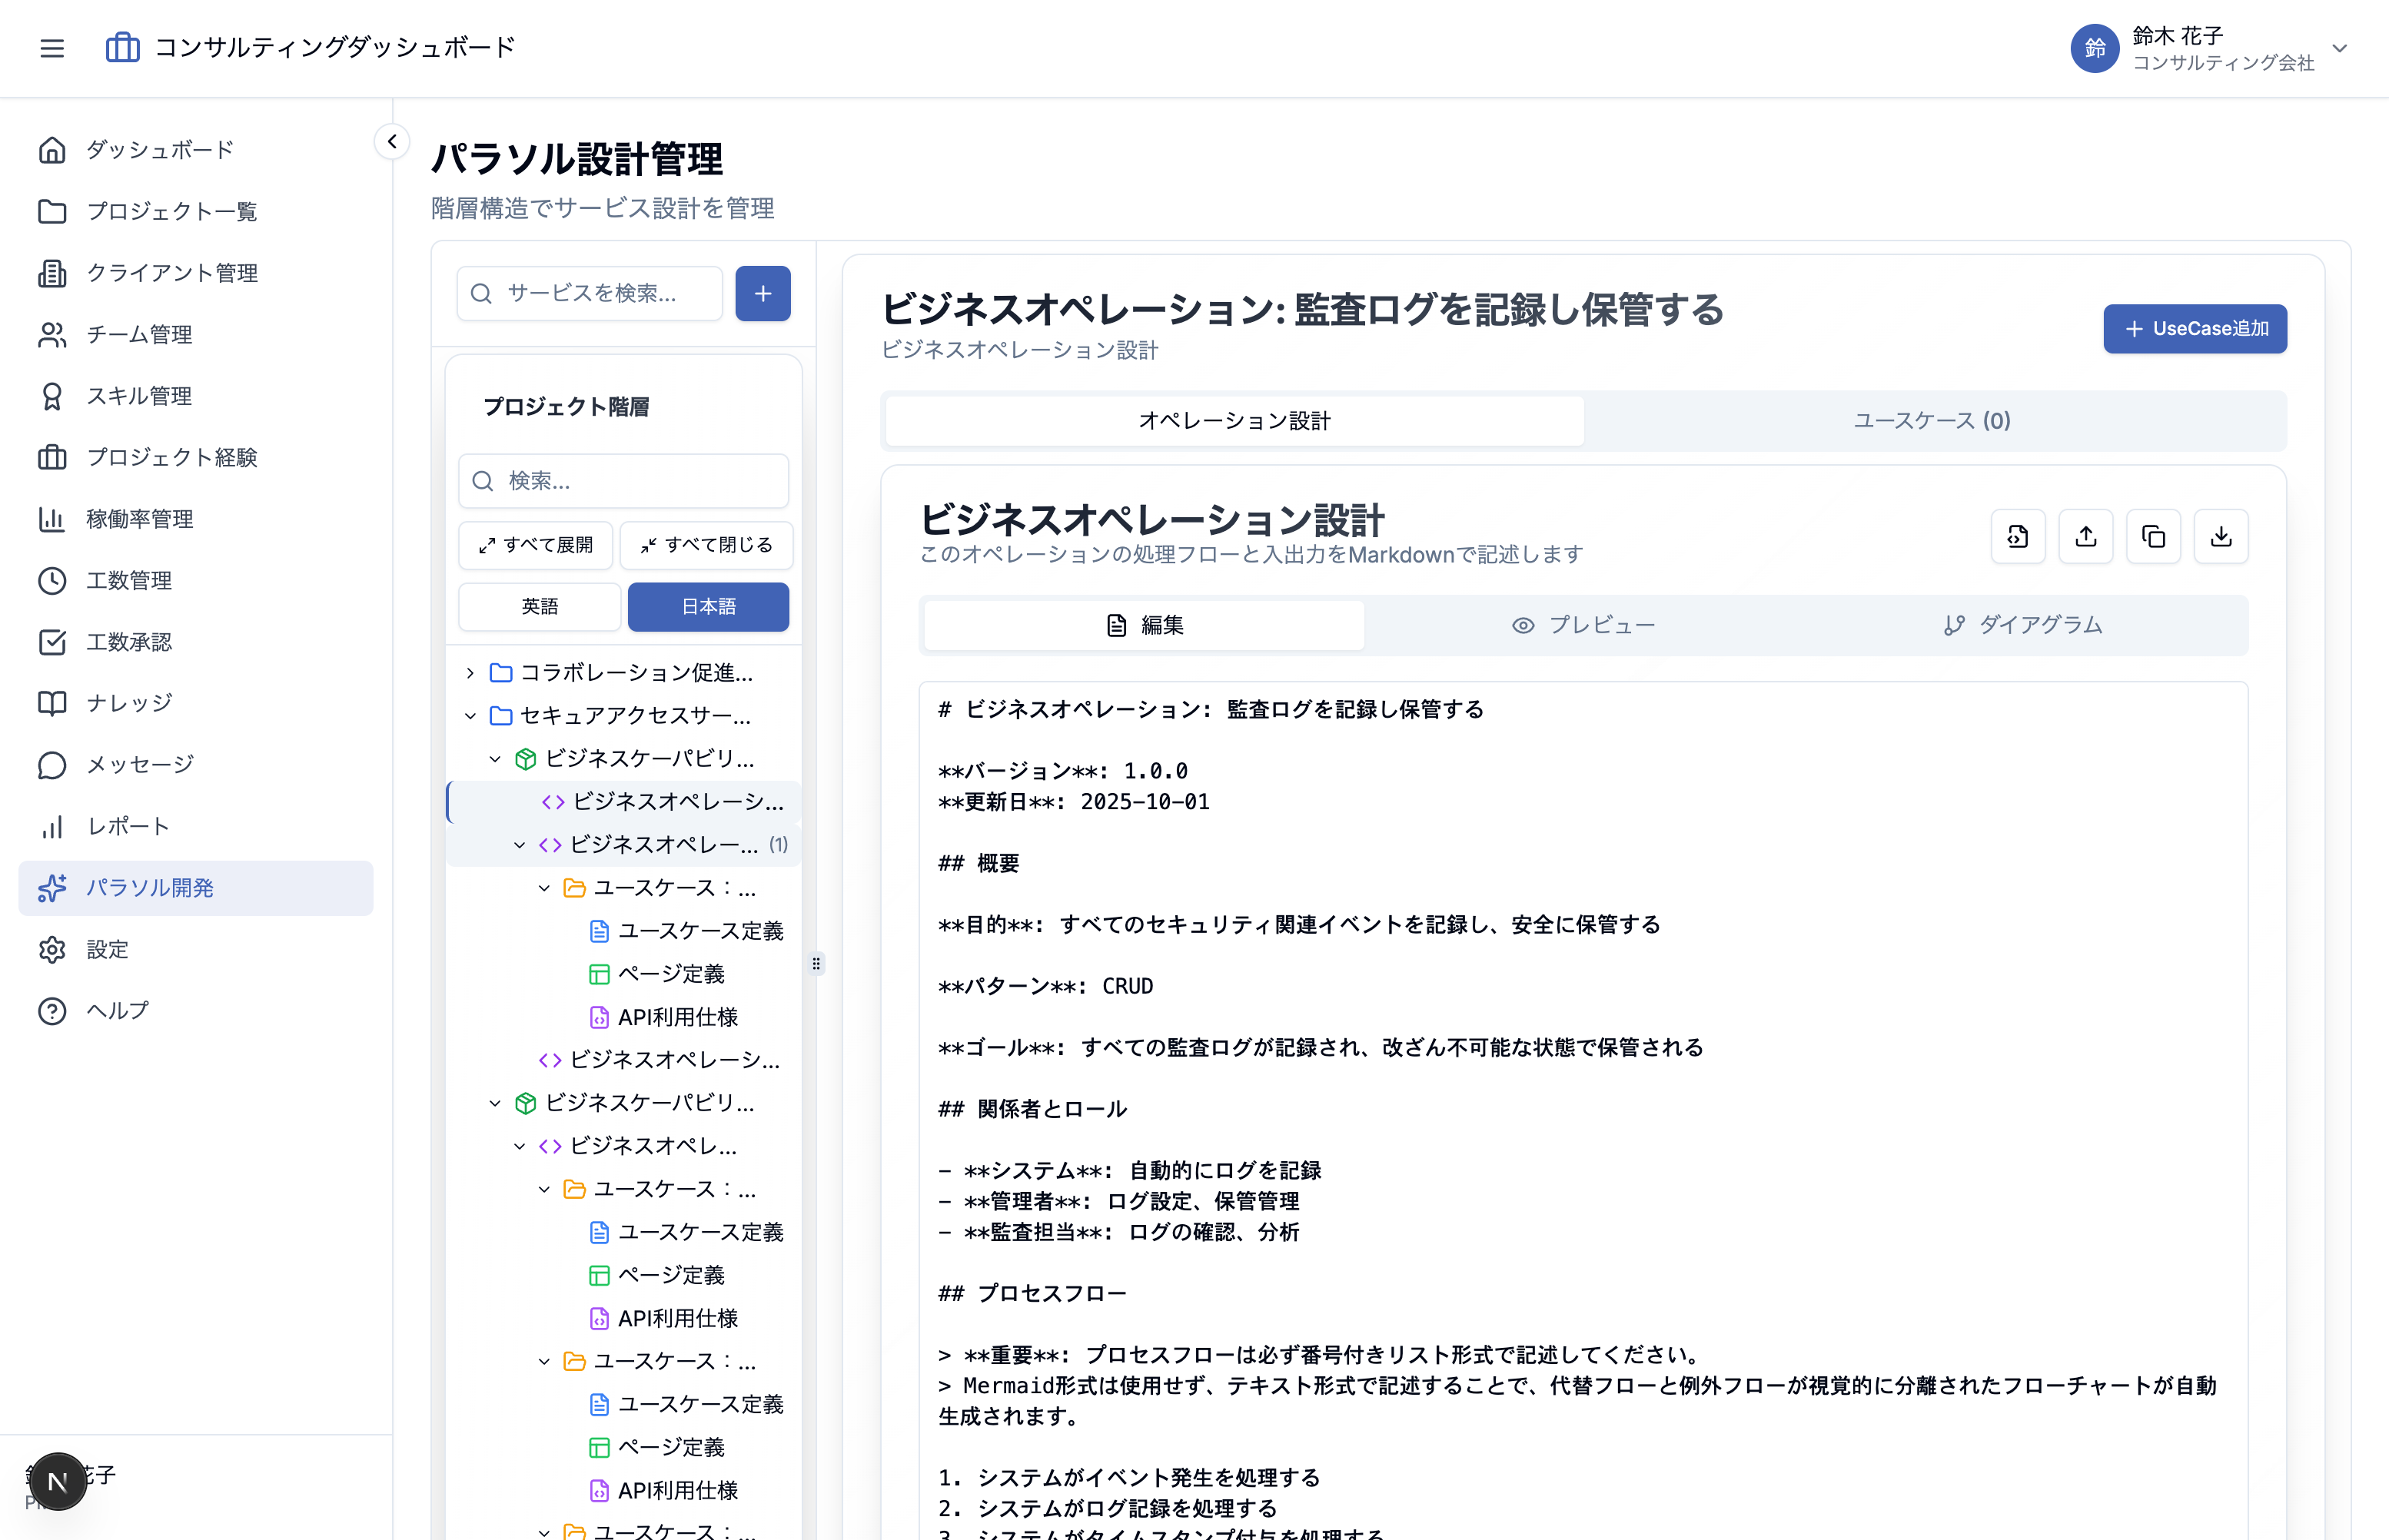 コンサルティングダッシュボード
鈴
鈴木 花子
コンサルティング会社
ダッシュボード
プロジェクト一覧
クライアント管理
チーム管理
スキル管理
プロジェクト経験
稼働率管理
工数管理
工数承認
ナレッジ
メッセージ
レポート
パラソル開発
設定
ヘルプ
花子
N
パラソル設計管理
階層構造でサービス設計を管理
サービスを検索...
プロジェクト階層
検索...
すべて展開
すべて閉じる
英語
日本語
コラボレーション促進...
セキュアアクセスサー...
ビジネスケーパビリ...
ビジネスオペレーシ...
ビジネスオペレー... (1)
ユースケース：...
ユースケース定義
ページ定義
API利用仕様
ビジネスオペレーシ...
ビジネスケーパビリ...
ビジネスオペレ...
ユースケース：...
ユースケース定義
ページ定義
API利用仕様
ユースケース：...
ユースケース定義
ページ定義
API利用仕様
ユースケース：...
ビジネスオペレーション: 監査ログを記録し保管する
ビジネスオペレーション設計
UseCase追加
オペレーション設計
ユースケース (0)
ビジネスオペレーション設計
このオペレーションの処理フローと入出力をMarkdownで記述します
編集
プレビュー
ダイアグラム
# ビジネスオペレーション: 監査ログを記録し保管する
**バージョン**: 1.0.0
**更新日**: 2025-10-01
## 概要
**目的**: すべてのセキュリティ関連イベントを記録し、安全に保管する
**パターン**: CRUD
**ゴール**: すべての監査ログが記録され、改ざん不可能な状態で保管される
## 関係者とロール
- **システム**: 自動的にログを記録
- **管理者**: ログ設定、保管管理
- **監査担当**: ログの確認、分析
## プロセスフロー
> **重要**: プロセスフローは必ず番号付きリスト形式で記述してください。
> Mermaid形式は使用せず、テキスト形式で記述することで、代替フローと例外フローが視覚的に分離されたフローチャートが自動
生成されます。
1. システムがイベント発生を処理する
2. システムがログ記録を処理する
3. システムがタイムスタンプ付与を処理する